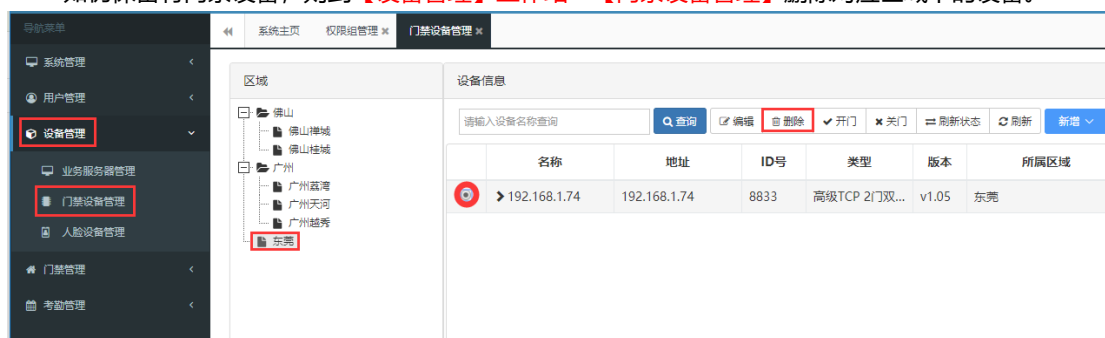 导航菜单
系统主页 权限组管理 门禁设备管理
系统管理
用户管理
设备管理
业务服务器管理
门禁设备管理
人脸设备管理
门禁管理
考勤管理
区域
佛山
佛山禅城
佛山桂城
广州
广州荔湾
广州天河
广州越秀
东莞
设备信息
请输入设备名称查询 查询 编辑 删除 开门 关门 刷新状态 刷新 新增
名称 地址 ID号 类型 版本 所属区域
192.168.1.74 192.168.1.74 8833 高级TCP 2门双... v1.05 东莞